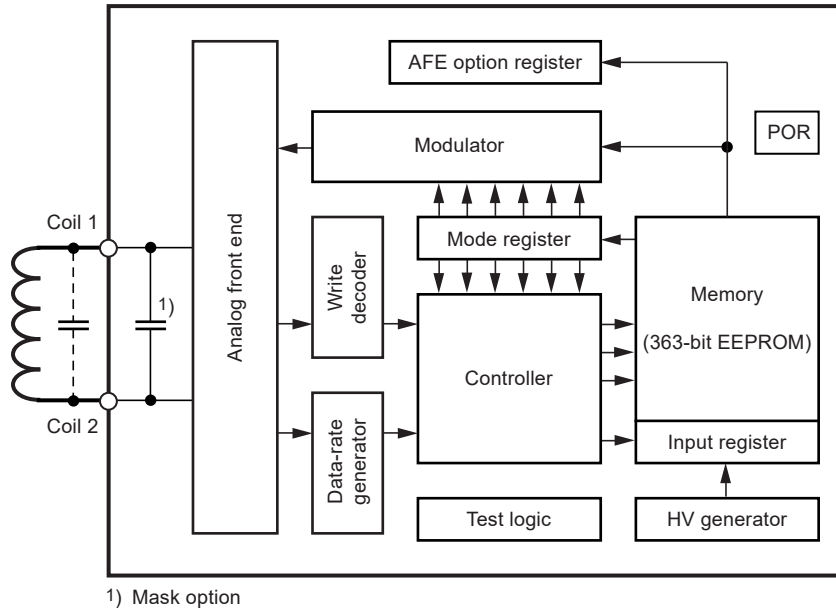 AFE option register
POR
Modulator
Coil 1
Mode register
1)
Analog front end
Write
decoder
Memory
(363-bit EEPROM)
Controller
Coil 2
Data-rate
generator
Input register
Test logic
HV generator
1) Mask option